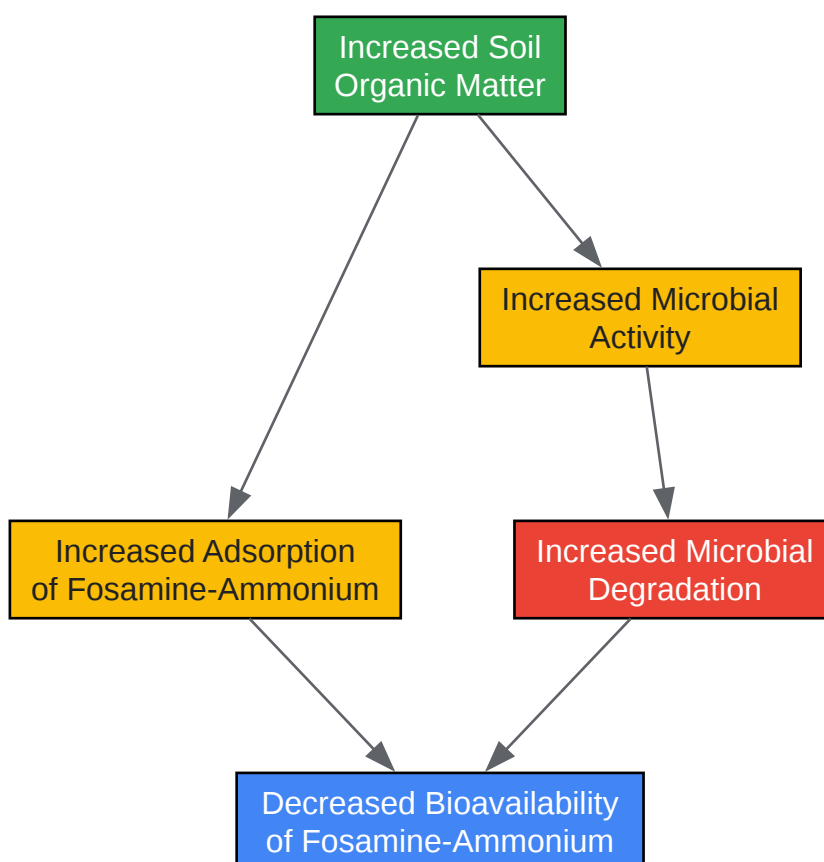 Increased Soil
Organic Matter
Increased Microbial
Activity
Increased Adsorption
of Fosamine-Ammonium
Increased Microbial
Degradation
Decreased Bioavailability
of Fosamine-Ammonium